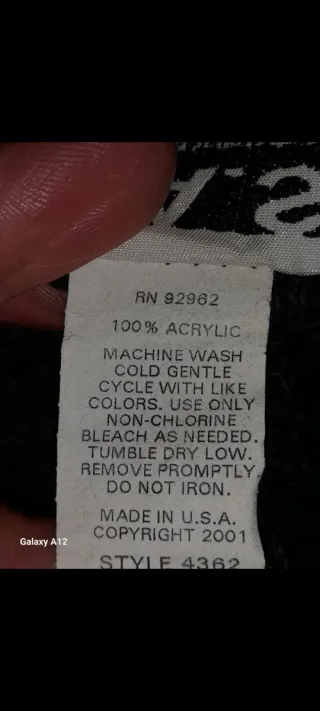 RN 92962
100% ACRYLIC
MACHINE WASH
COLD GENTLE
CYCLE WITH LIKE
COLORS. USE ONLY
NON-CHLORINE
BLEACH AS NEEDED.
TUMBLE DRY LOW.
REMOVE PROMPTLY
DO NOT IRON.
MADE IN U.S.A.
COPYRIGHT 2001
STYLE 4362
Galaxy A12